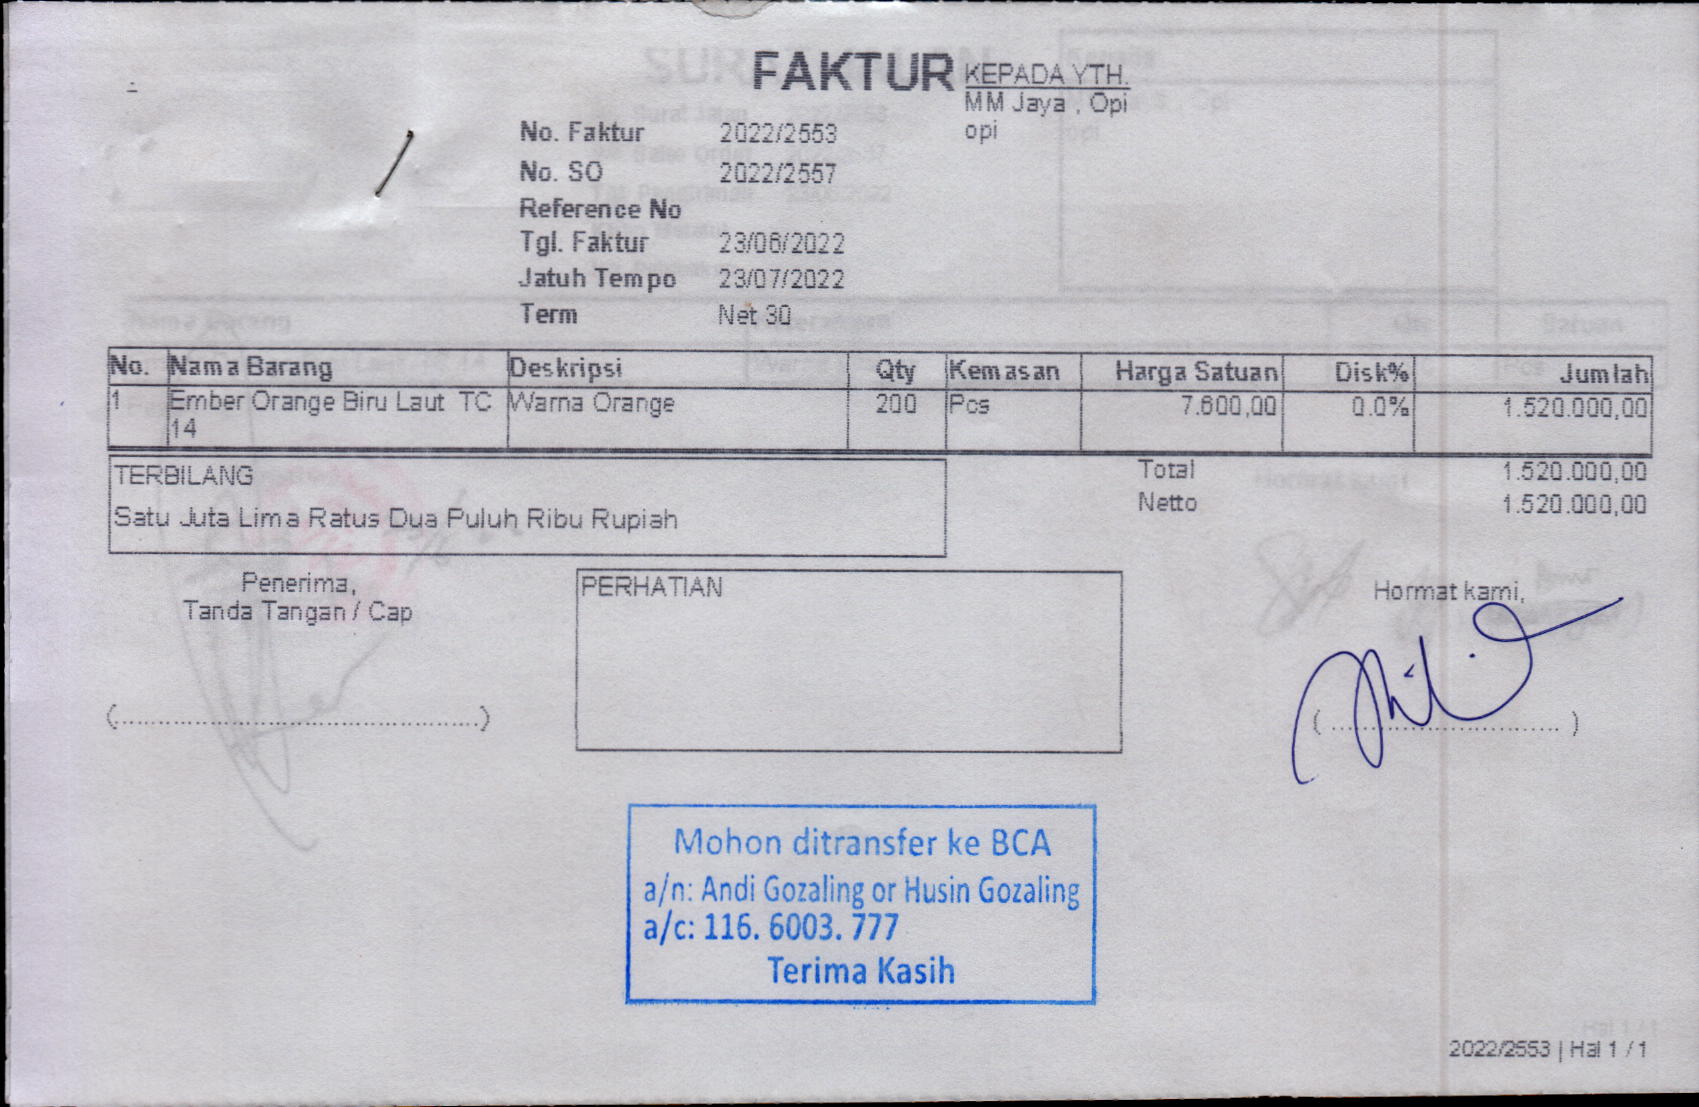 FAKTUR
KEPADA YTH.
MM Jaya , Opi
opi
No. Faktur 2022/2553
No. SO 2022/2557
Reference No
Tgl. Faktur 23/06/2022
Jatuh Tempo 23/07/2022
Term Net 30
No. Nama Barang Deskripsi Qty Kemasan Harga Satuan Disk% Jumlah
1 Ember Orange Biru Laut TC Warna Orange 200 Pcs 7.600,00 0.0% 1.520.000,00
14
TERBILANG
Satu Juta Lima Ratus Dua Puluh Ribu Rupiah
Total 1.520.000,00
Netto 1.520.000,00
Penerima,
Tanda Tangan / Cap
(..............................................)
PERHATIAN
Hormat kami,
( ............................. )
Mohon ditransfer ke BCA
a/n: Andi Gozaling or Husin Gozaling
a/c: 116. 6003. 777
Terima Kasih
2022/2553 | Hal 1 / 1